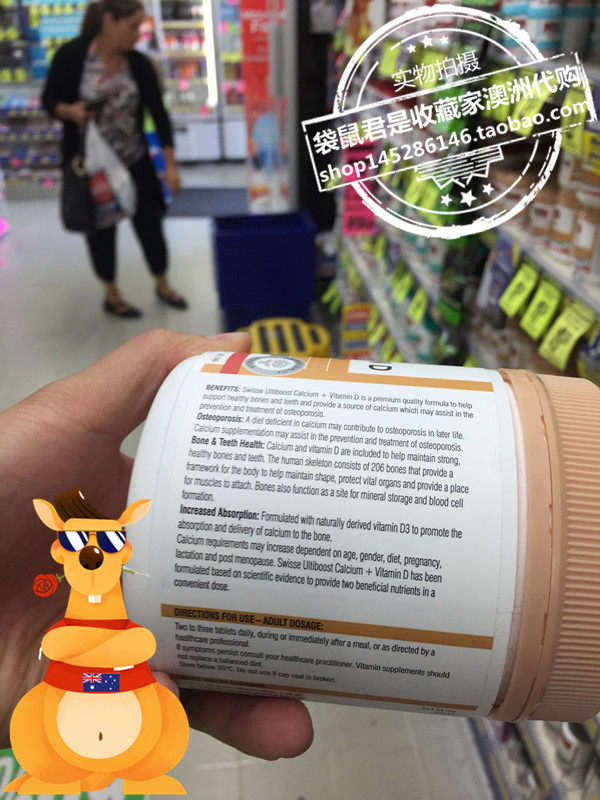 实物拍摄
袋鼠君是收藏家澳洲代购
shop145286146.taobao.com
D
BENEFITS: Swisse Ultiboost Calcium + Vitamin D is a premium quality formula to help
support healthy bones and teeth and provide a source of calcium which may assist in the
prevention and treatment of osteoporosis.
Osteoporosis: A diet deficient in calcium may contribute to osteoporosis in later life.
Calcium supplementation may assist in the prevention and treatment of osteoporosis.
Bone & Teeth Health: Calcium and vitamin D are included to help maintain strong,
healthy bones and teeth. The human skeleton consists of 206 bones that provide a
framework for the body to help maintain shape, protect vital organs and provide a place
for muscles to attach. Bones also function as a site for mineral storage and blood cell
formation.
Increased Absorption: Formulated with naturally derived vitamin D3 to promote the
absorption and delivery of calcium to the bone.
Calcium requirements may increase dependent on age, gender, diet, pregnancy,
lactation and post menopause. Swisse Ultiboost Calcium + Vitamin D has been
formulated based on scientific evidence to provide two beneficial nutrients in a
convenient dose.
DIRECTIONS FOR USE – ADULT DOSAGE:
Two to three tablets daily, during or immediately after a meal, or as directed by a
healthcare professional.
If symptoms persist consult your healthcare practitioner. Vitamin supplements should
not replace a balanced diet.
Store below 30°C. Do not use if cap seal is broken.